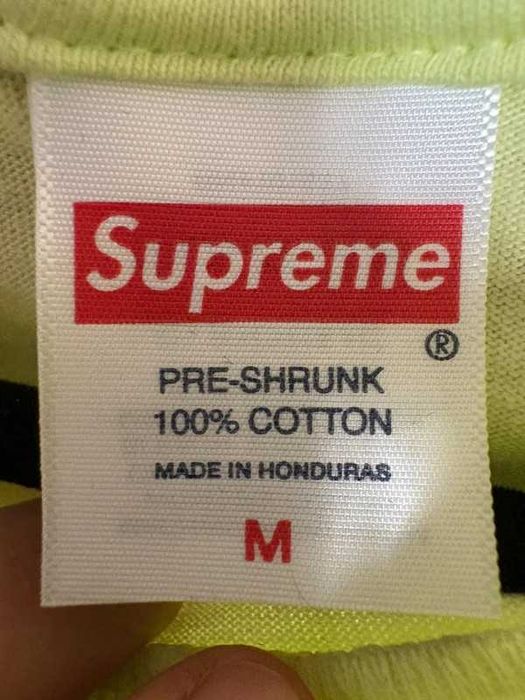 Supreme
®
PRE-SHRUNK
100% COTTON
MADE IN HONDURAS
M